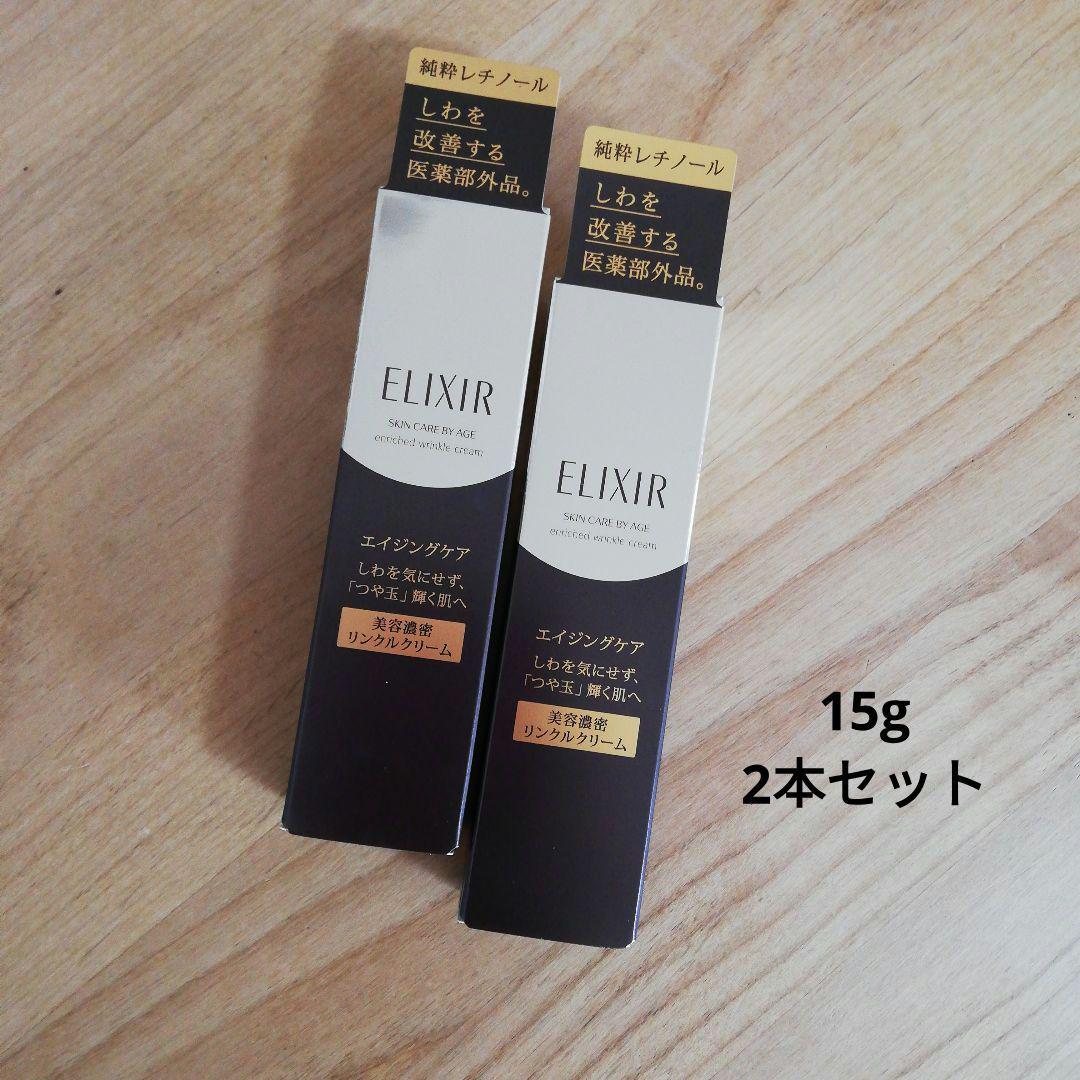 純粋レチノール
しわを
改善する
医薬部外品。
ELIXIR
SKIN CARE BY AGE
enriched wrinkle cream
エイジングケア
しわを気にせず、
「つや玉」輝く肌へ
美容濃密
リンクルクリーム
純粋レチノール
しわを
改善する
医薬部外品。
ELIXIR
SKIN CARE BY AGE
enriched wrinkle cream
エイジングケア
しわを気にせず、
「つや玉」輝く肌へ
美容濃密
リンクルクリーム
15g
2本セット